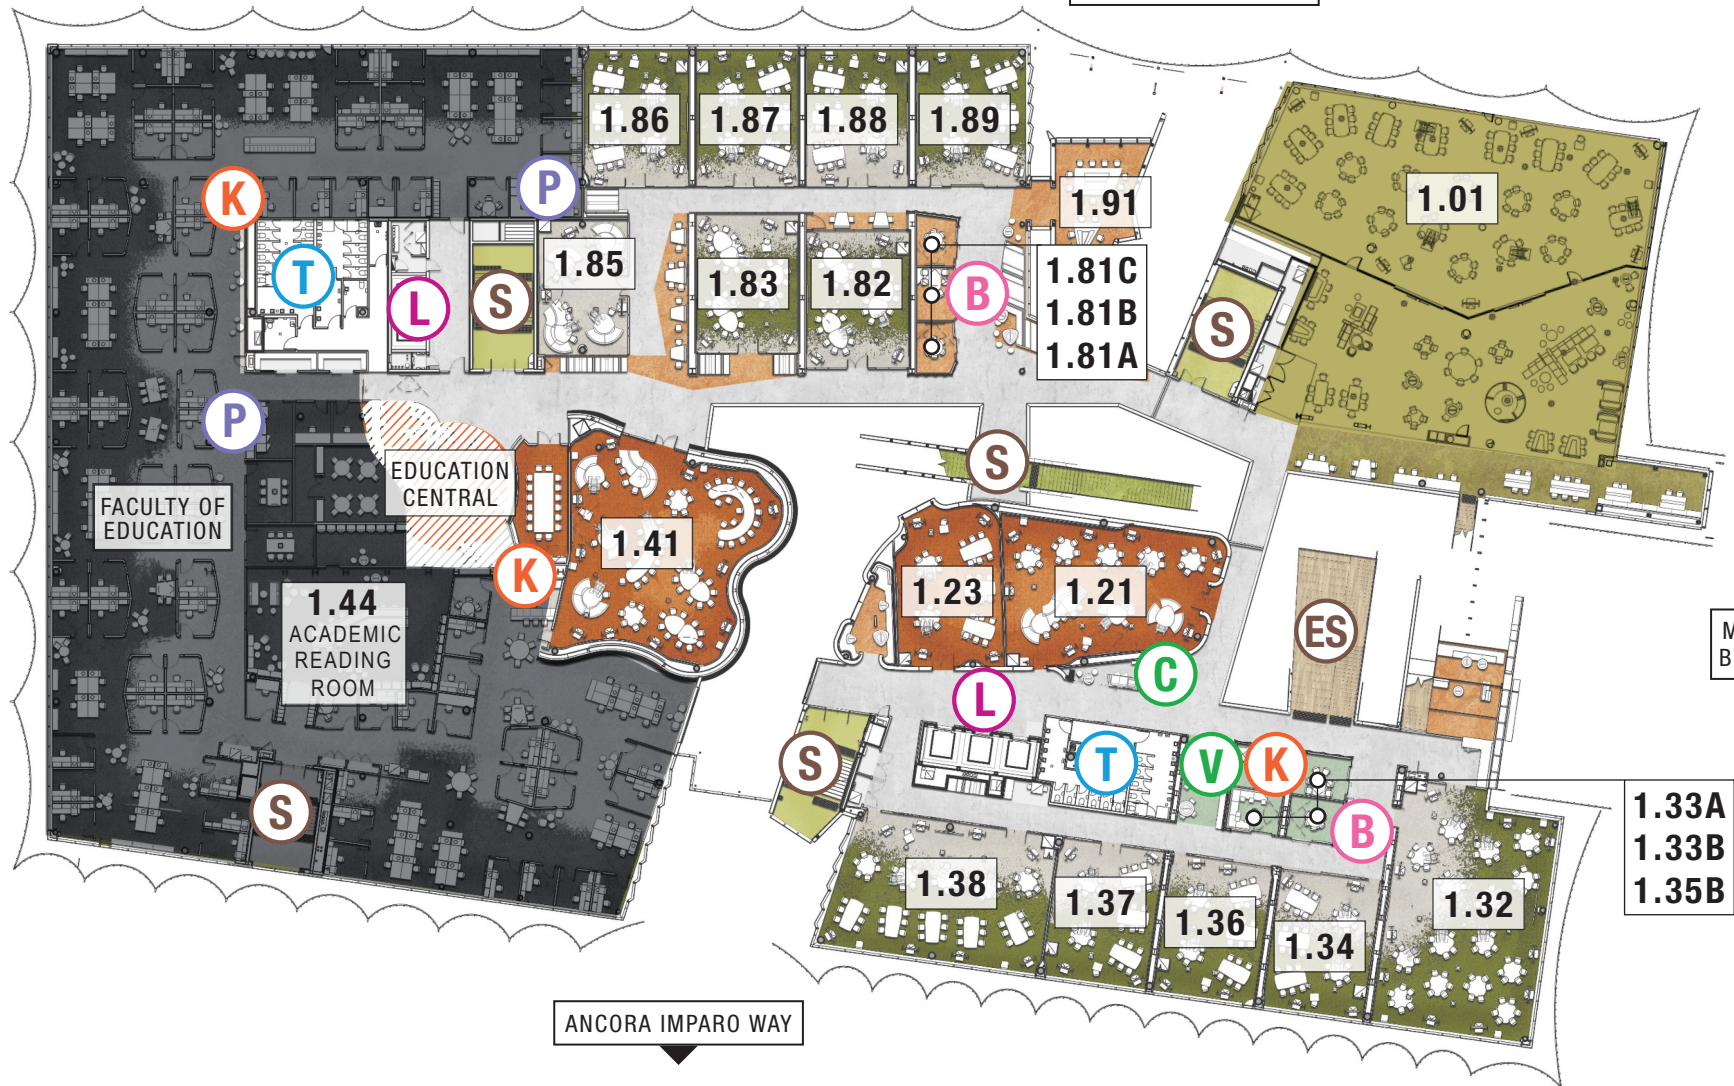 1.86
1.87
1.88
1.89
K
P
1.91
1.01
T
L
S
1.85
1.83
1.82
B
1.81C
1.81B
1.81A
S
P
EDUCATION
CENTRAL
S
FACULTY OF
EDUCATION
1.41
K
1.23
1.21
1.44
ACADEMIC
READING
ROOM
ES
M
B
C
L
S
T
V
K
B
1.33A
1.33B
1.35B
S
1.38
1.37
1.36
1.34
1.32
ANCORA IMPARO WAY